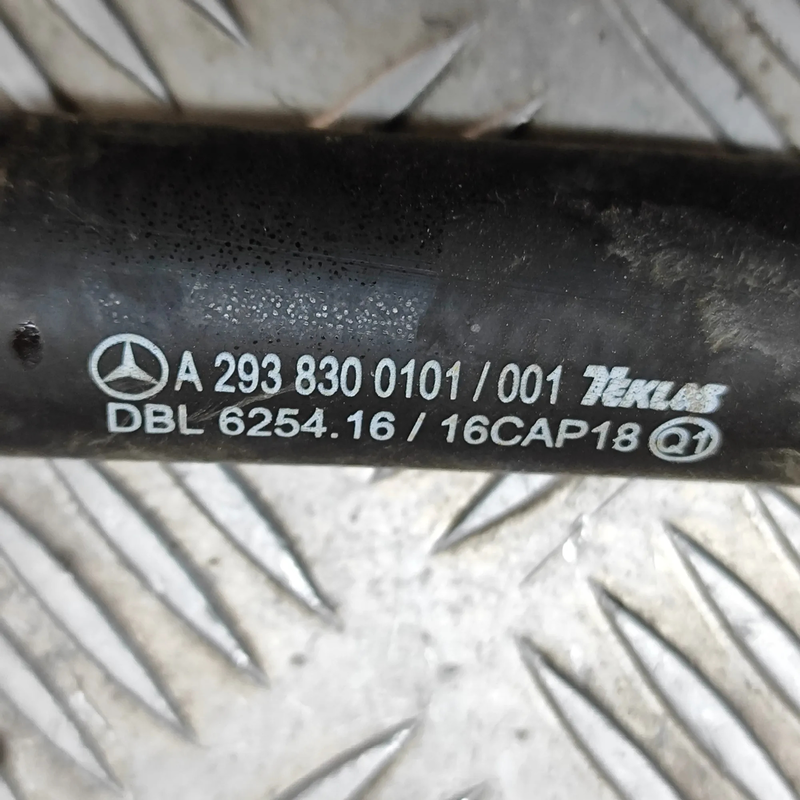 A 293 830 0101 / 001 TEKLAS
DBL 6254.16 / 16CAP18 Q1